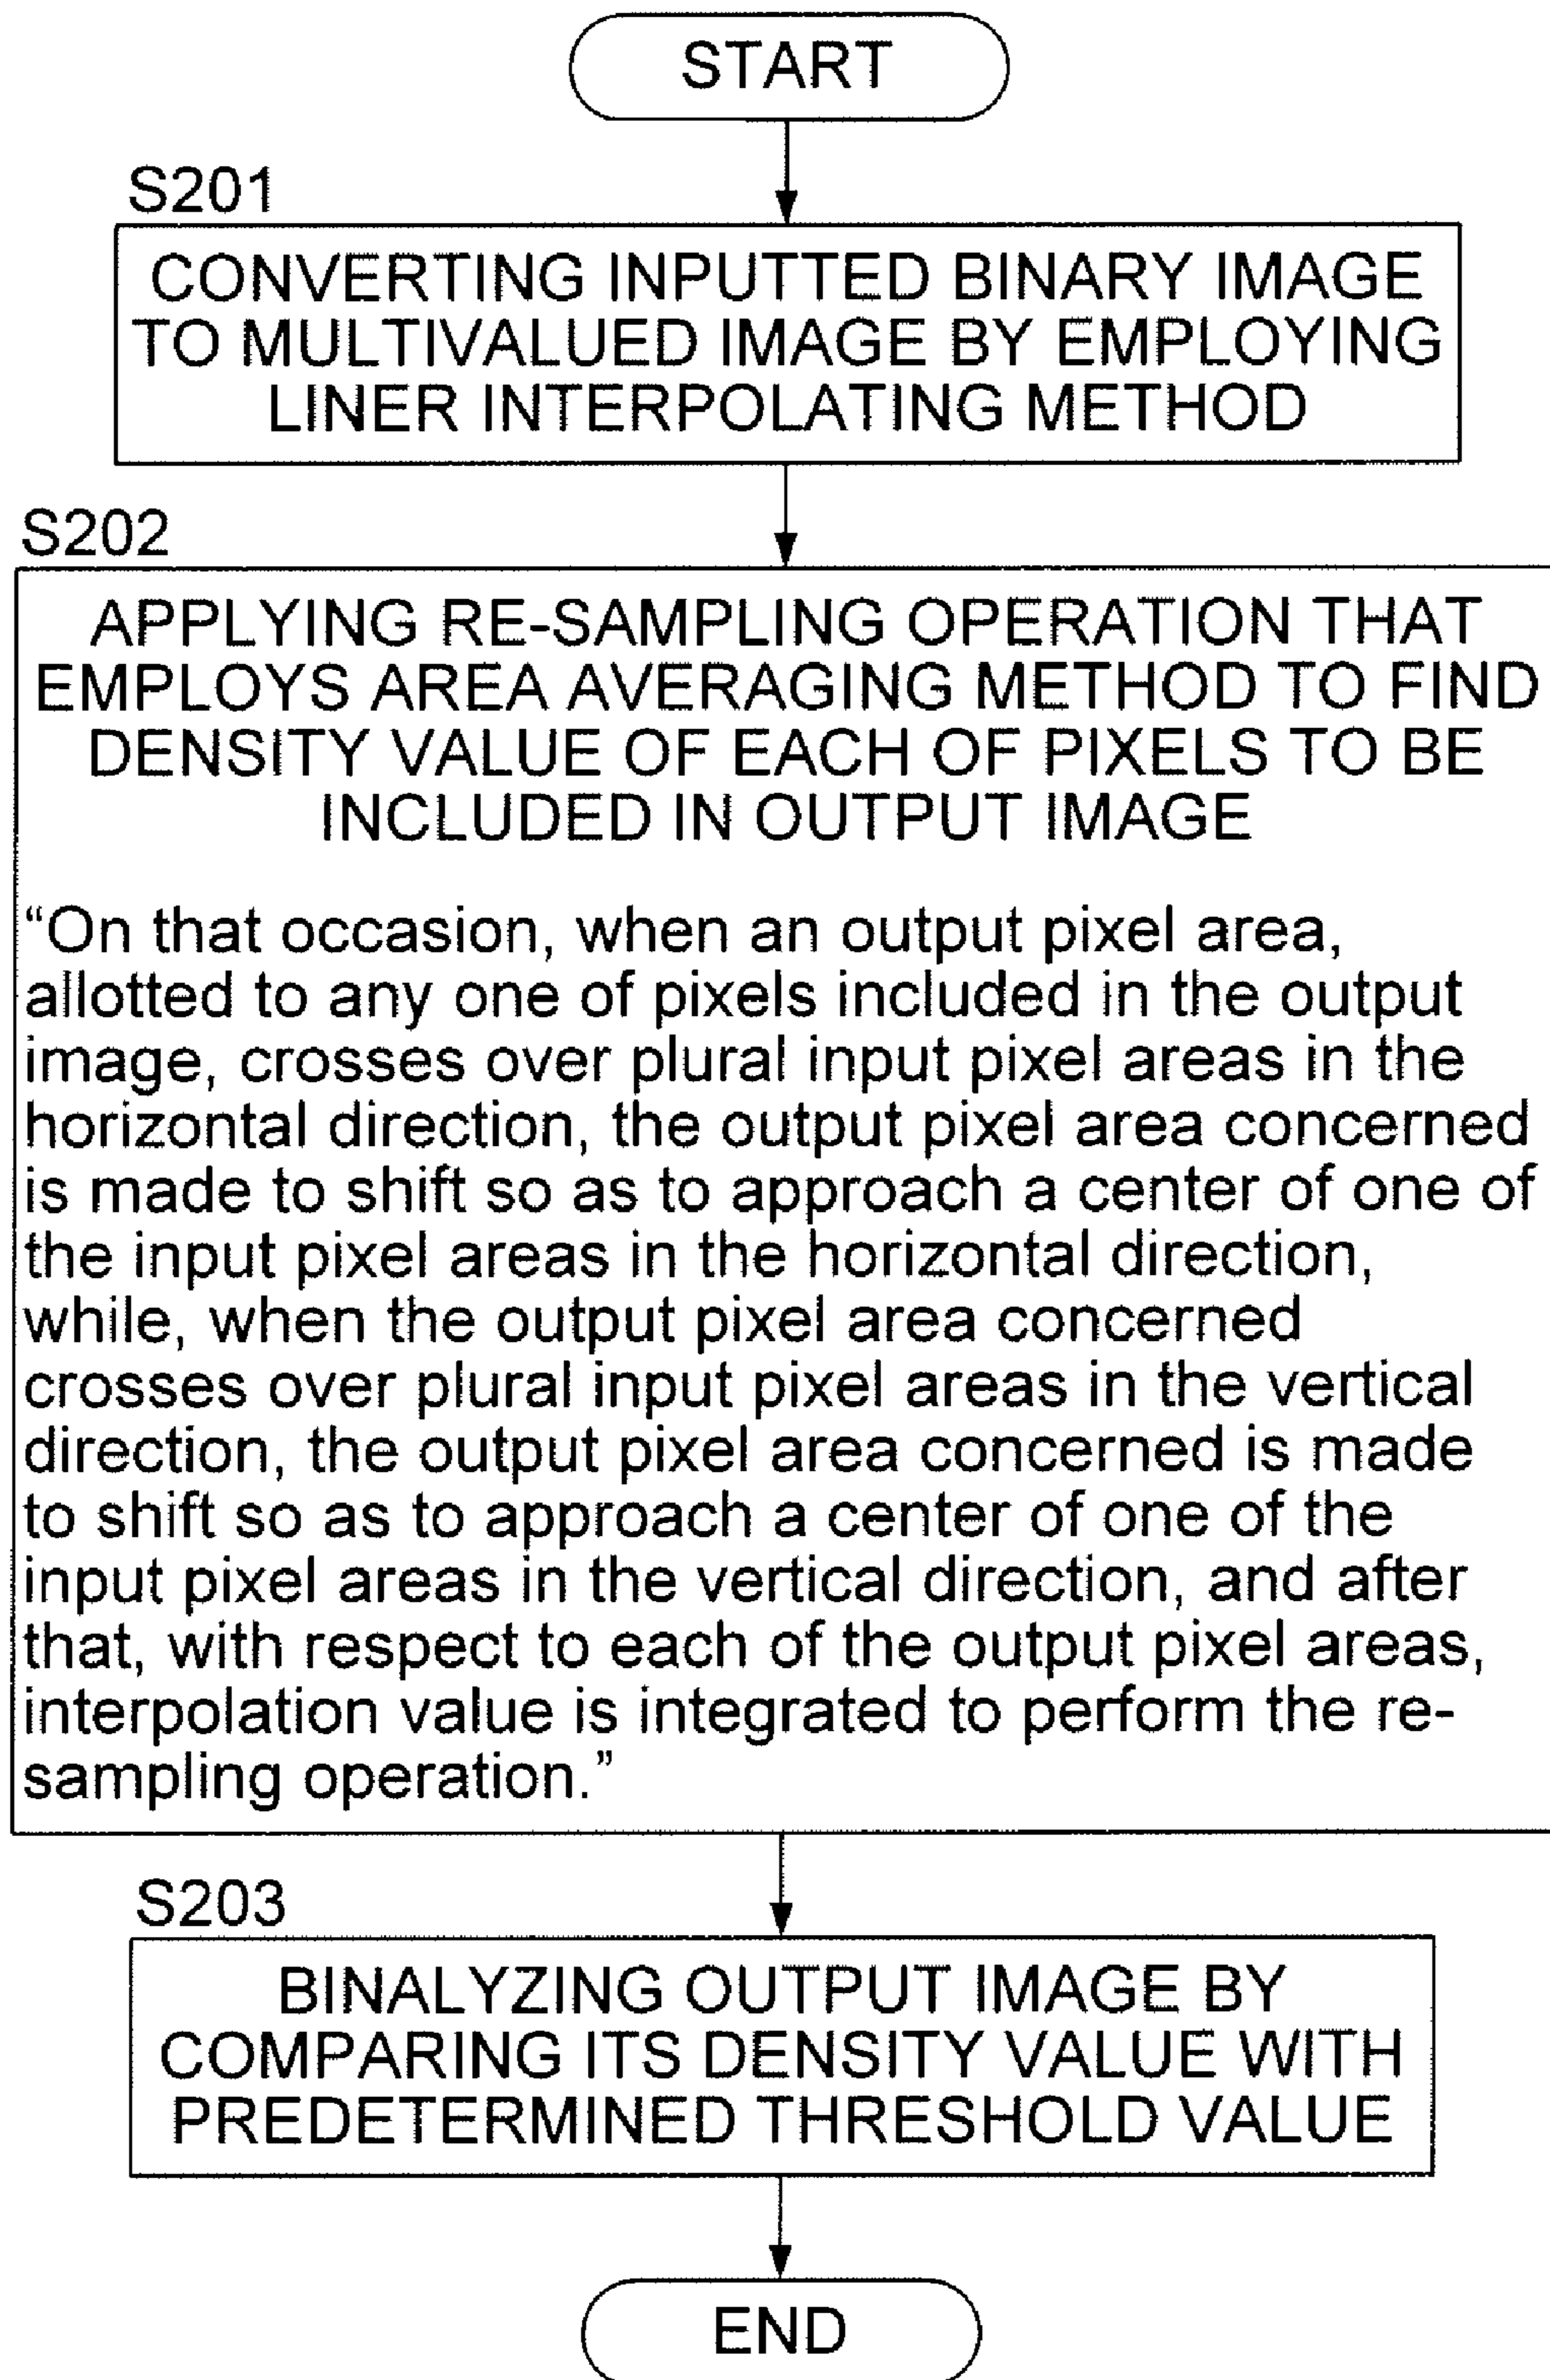 START
S201
CONVERTING INPUTTED BINARY IMAGE
TO MULTIVALUED IMAGE BY EMPLOYING
LINER INTERPOLATING METHOD
S202
APPLYING RE-SAMPLING OPERATION THAT
EMPLOYS AREA AVERAGING METHOD TO FIND
DENSITY VALUE OF EACH OF PIXELS TO BE
INCLUDED IN OUTPUT IMAGE
“On that occasion, when an output pixel area,
allotted to any one of pixels included in the output
image, crosses over plural input pixel areas in the
horizontal direction, the output pixel area concerned
is made to shift so as to approach a center of one of
the input pixel areas in the horizontal direction,
while, when the output pixel area concerned
crosses over plural input pixel areas in the vertical
direction, the output pixel area concerned is made
to shift so as to approach a center of one of the
input pixel areas in the vertical direction, and after
that, with respect to each of the output pixel areas,
interpolation value is integrated to perform the re-
sampling operation.”
S203
BINALYZING OUTPUT IMAGE BY
COMPARING ITS DENSITY VALUE WITH
PREDETERMINED THRESHOLD VALUE
END